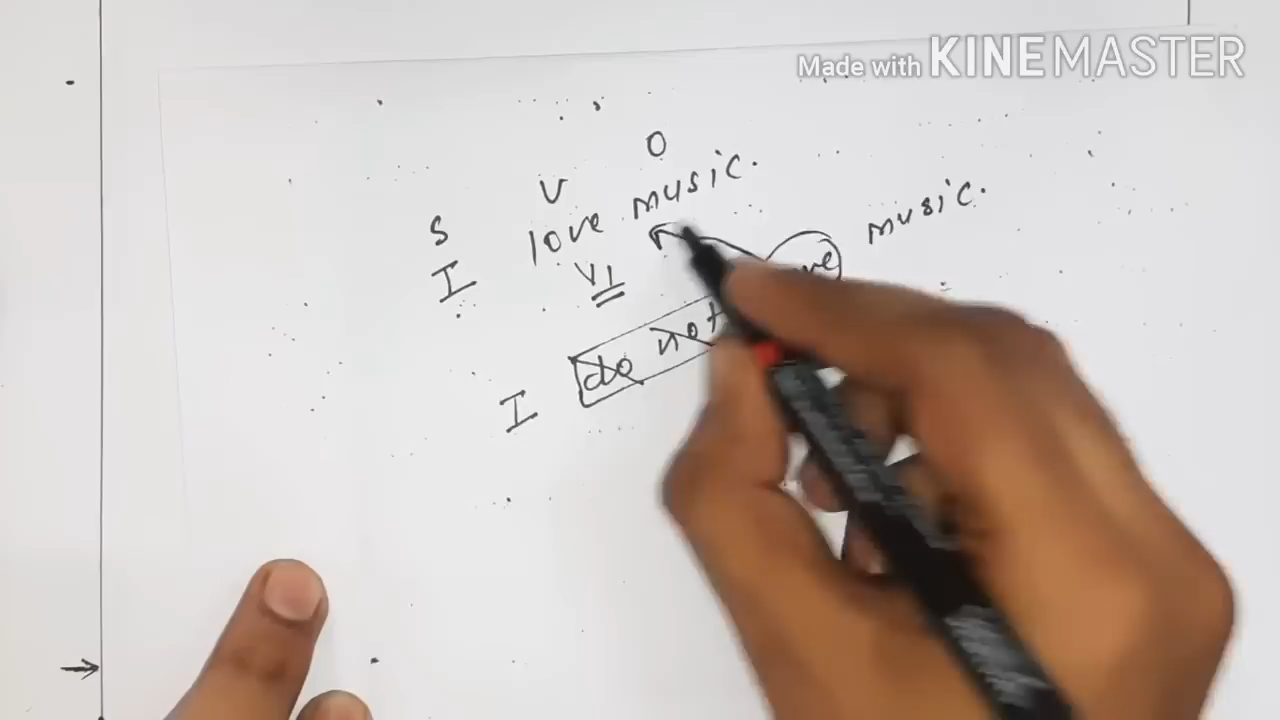 Made with KINEMASTER
S V O
I love music.
V1
I do not music.